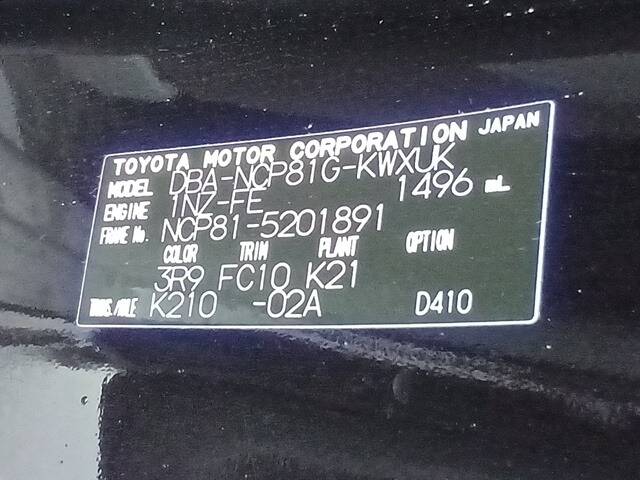 TOYOTA MOTOR CORPORATION JAPAN
MODEL DBA-NCP81G-KWXUK
ENGINE 1NZ-FE 1496 mL
FRAME No. NCP81-5201891
COLOR TRIM PLANT OPTION
3R9 FC10 K21
TRANS./AXLE K210 -02A D410